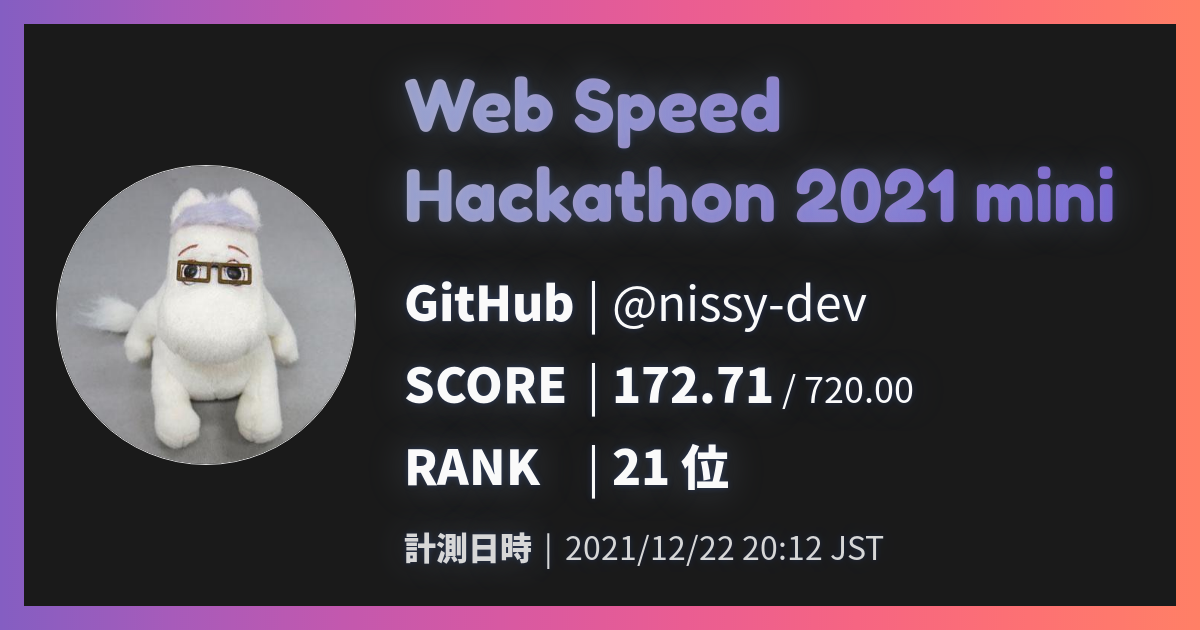 Web Speed
Hackathon 2021 mini
GitHub | @nissy-dev
SCORE | 172.71 / 720.00
RANK | 21 位
計測日時 | 2021/12/22 20:12 JST